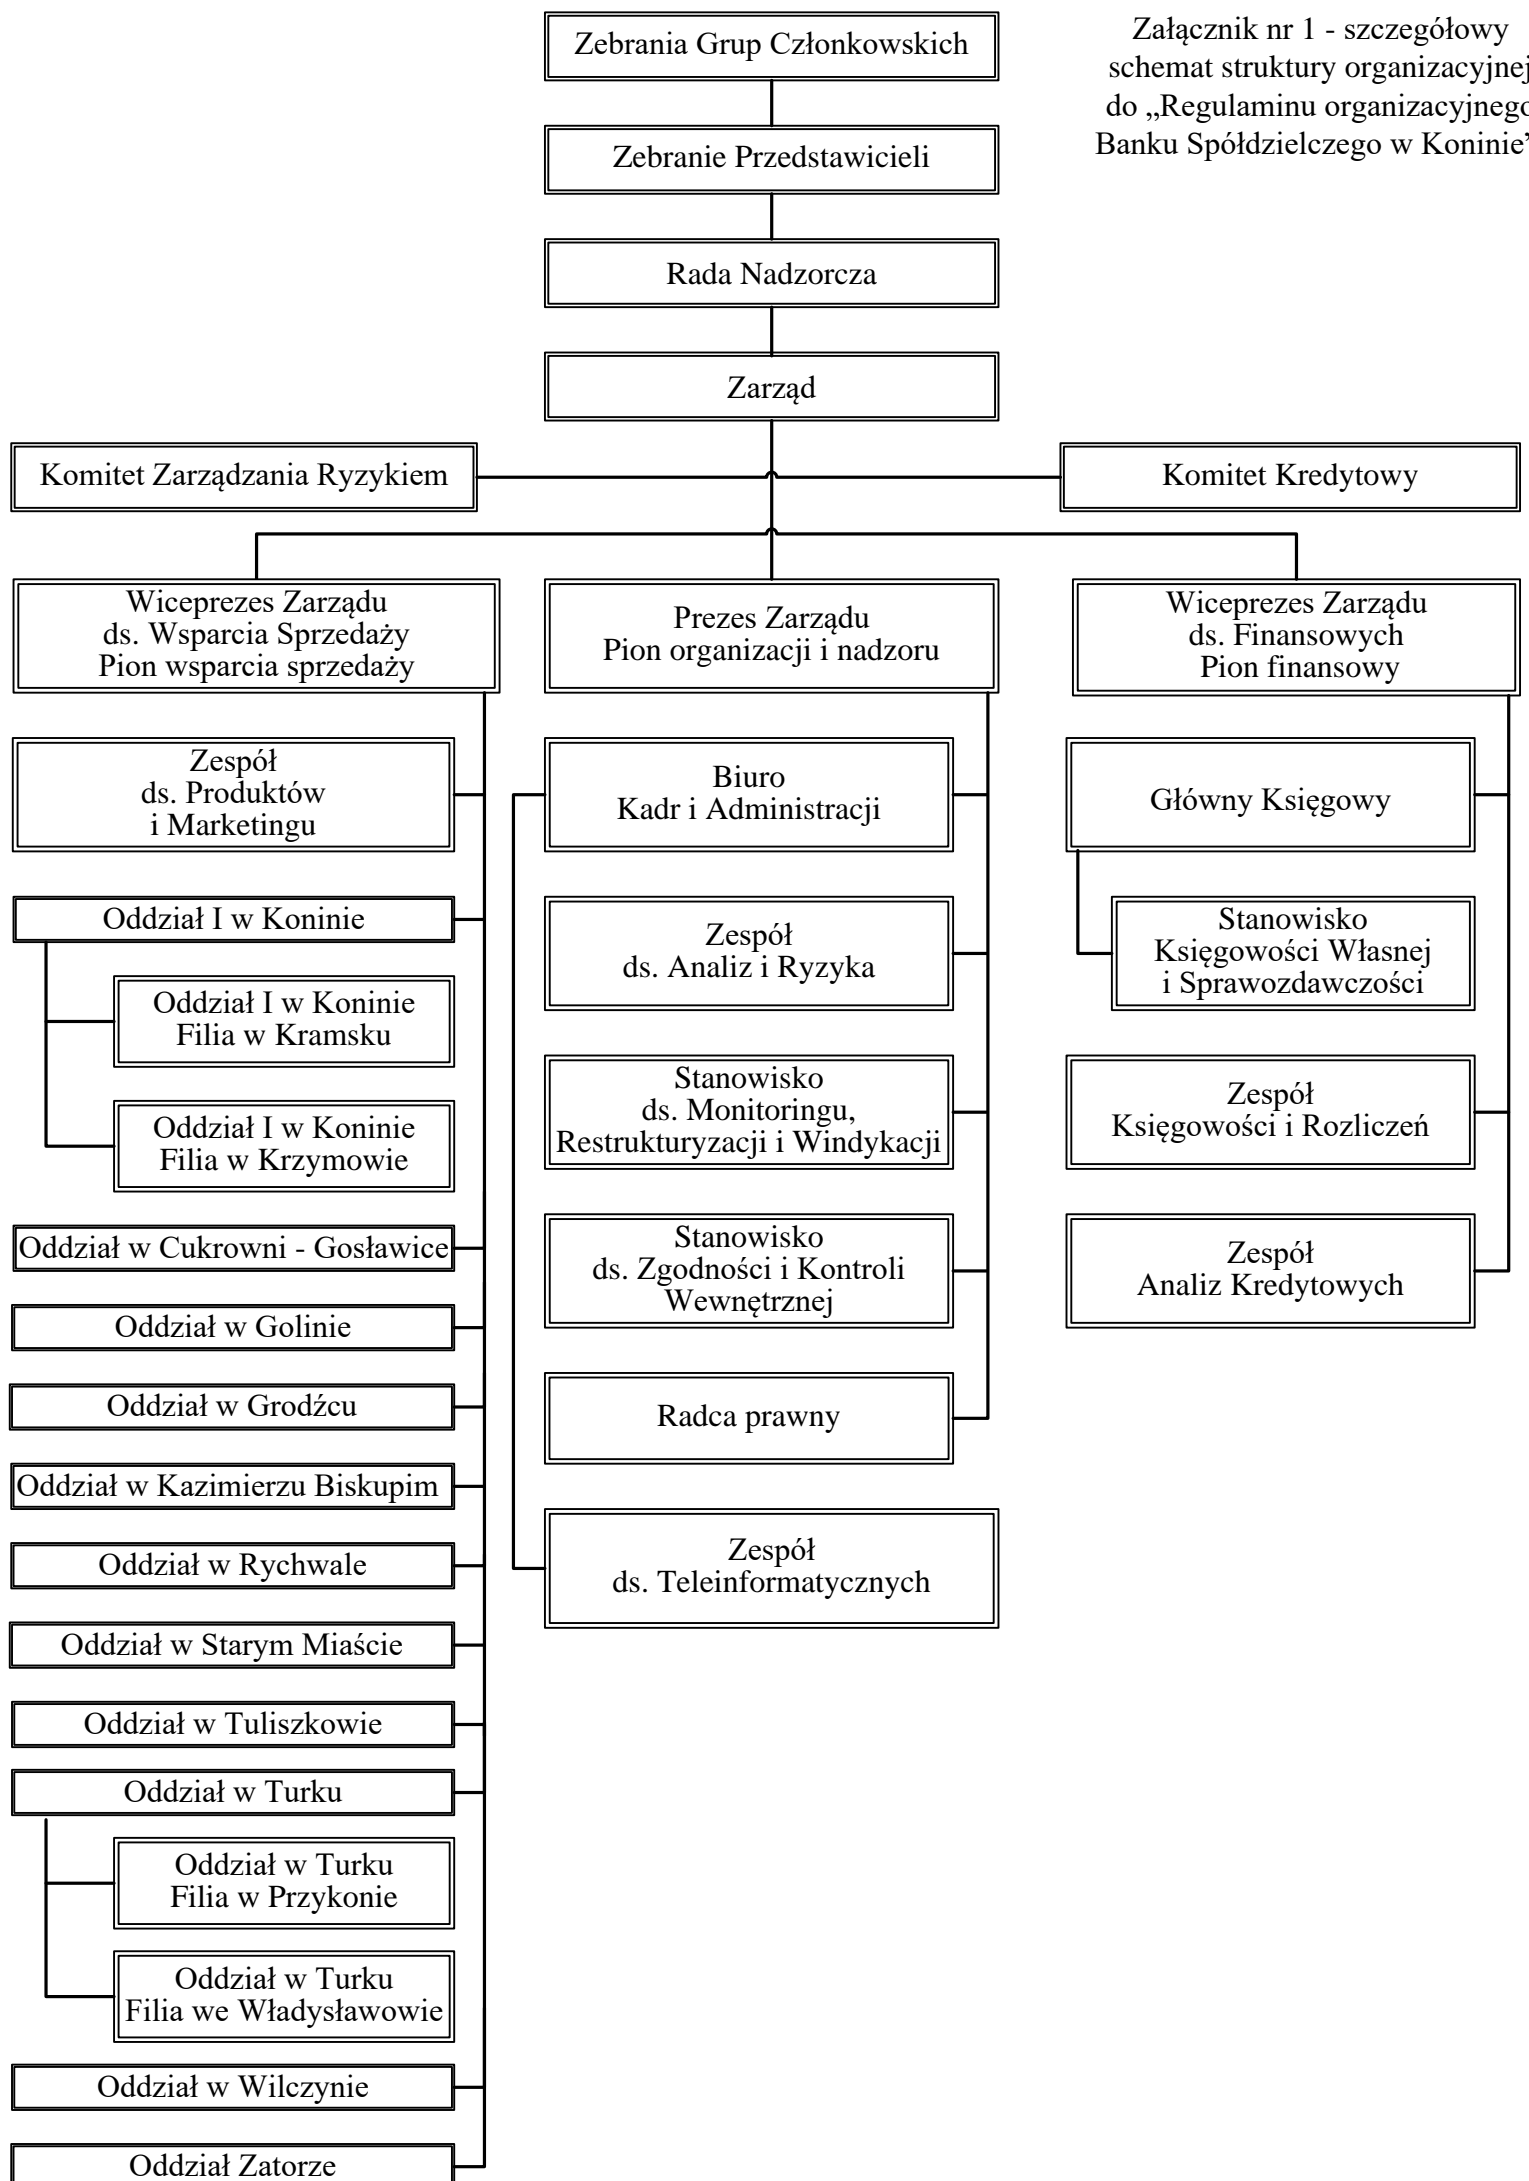 Zebrania Grup Członkowskich
Załącznik nr 1 - szczegółowy
schemat struktury organizacyjnej
do „Regulaminu organizacyjnego
Banku Spółdzielczego w Koninie”
Zebranie Przedstawicieli
Rada Nadzorcza
Zarząd
Komitet Zarządzania Ryzykiem
Komitet Kredytowy
Wiceprezes Zarządu
ds. Wsparcia Sprzedaży
Pion wsparcia sprzedaży
Prezes Zarządu
Pion organizacji i nadzoru
Wiceprezes Zarządu
ds. Finansowych
Pion finansowy
Zespół
ds. Produktów
i Marketingu
Oddział I w Koninie
Oddział I w Koninie
Filia w Kramsku
Oddział I w Koninie
Filia w Krzymowie
Oddział w Cukrowni - Gosławice
Oddział w Golinie
Oddział w Grodźcu
Oddział w Kazimierzu Biskupim
Oddział w Rychwale
Oddział w Starym Miaście
Oddział w Tuliszkowie
Oddział w Turku
Oddział w Turku
Filia w Przykonie
Oddział w Turku
Filia we Władysławowie
Oddział w Wilczynie
Oddział Zatorze
Biuro
Kadr i Administracji
Zespół
ds. Analiz i Ryzyka
Stanowisko
ds. Monitoringu,
Restrukturyzacji i Windykacji
Stanowisko
ds. Zgodności i Kontroli
Wewnętrznej
Radca prawny
Zespół
ds. Teleinformatycznych
Główny Księgowy
Stanowisko
Księgowości Własnej
i Sprawozdawczości
Zespół
Księgowości i Rozliczeń
Zespół
Analiz Kredytowych